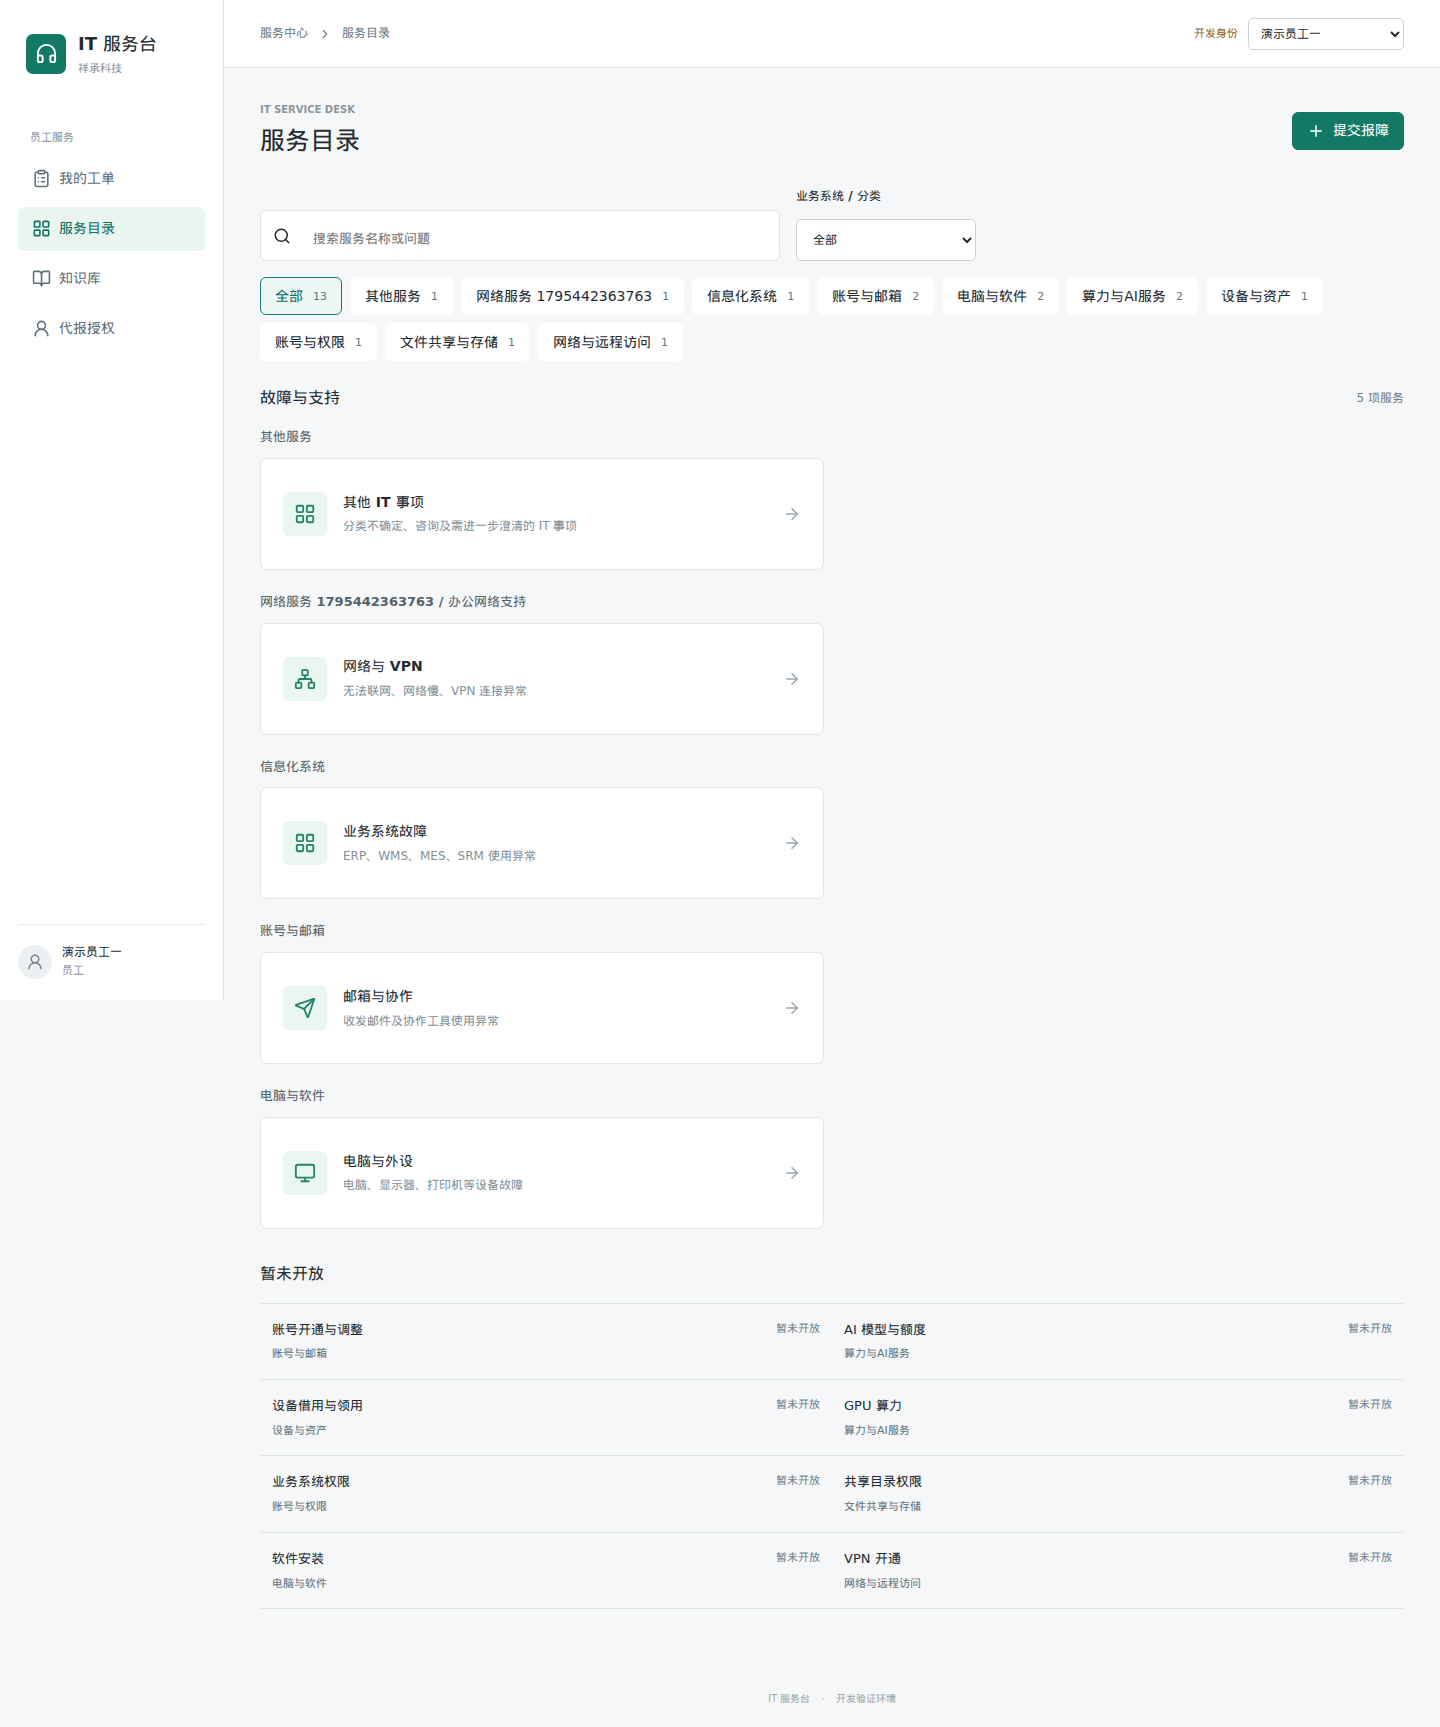 IT 服务台
祥承科技
员工服务
我的工单
服务目录
知识库
代报授权
演示员工一
员工
服务中心 > 服务目录
开发身份 演示员工一
IT SERVICE DESK
服务目录
提交报障
业务系统 / 分类
搜索服务名称或问题
全部
全部 13 其他服务 1 网络服务 1795442363763 1 信息化系统 1 账号与邮箱 2 电脑与软件 2 算力与AI服务 2 设备与资产 1
账号与权限 1 文件共享与存储 1 网络与远程访问 1
故障与支持 5 项服务
其他服务
其他 IT 事项
分类不确定、咨询及需进一步澄清的 IT 事项
网络服务 1795442363763 / 办公网络支持
网络与 VPN
无法联网、网络慢、VPN 连接异常
信息化系统
业务系统故障
ERP、WMS、MES、SRM 使用异常
账号与邮箱
邮箱与协作
收发邮件及协作工具使用异常
电脑与软件
电脑与外设
电脑、显示器、打印机等设备故障
暂未开放
账号开通与调整 暂未开放
账号与邮箱
AI 模型与额度 暂未开放
算力与AI服务
设备借用与领用 暂未开放
设备与资产
GPU 算力 暂未开放
算力与AI服务
业务系统权限 暂未开放
账号与权限
共享目录权限 暂未开放
文件共享与存储
软件安装 暂未开放
电脑与软件
VPN 开通 暂未开放
网络与远程访问
IT 服务台 · 开发验证环境